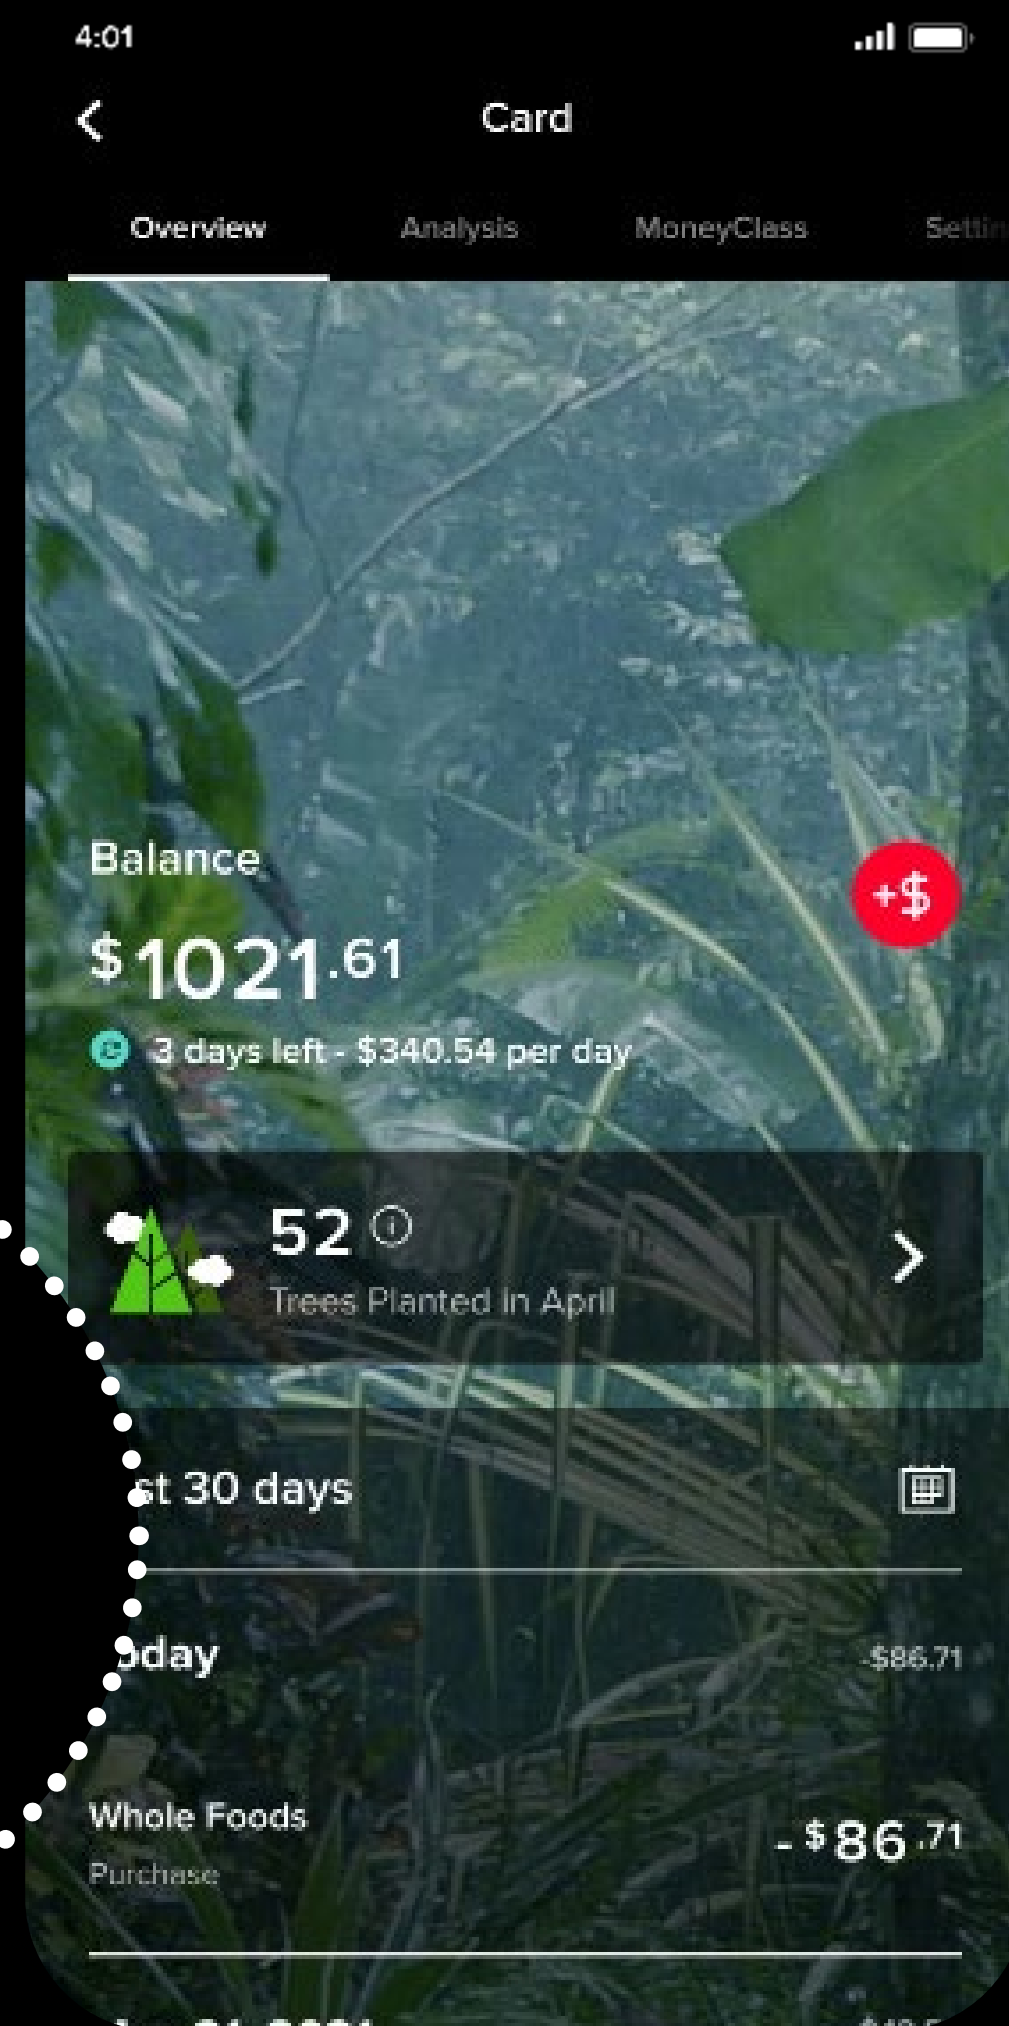 4:01
Card
Overview Analysis MoneyClass Settin
Balance
+$
$1021.61
3 days left - $340.54 per day
52
Trees Planted in April
st 30 days
oday -$86.71
Whole Foods
- $86.71
Purchase